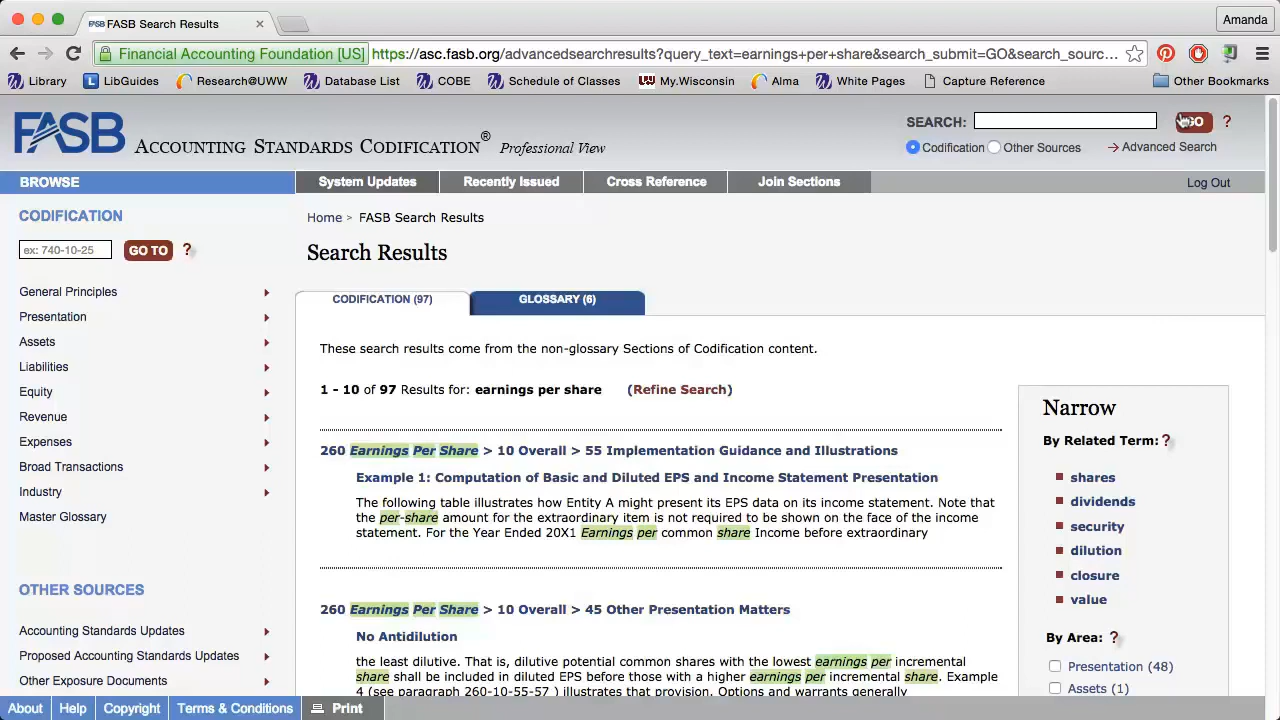 FASB FASB Search Results
Amanda
Financial Accounting Foundation [US] https://asc.fasb.org/advancedsearchresults?query_text=earnings+per+share&search_submit=GO&search_sourc...
Library LibGuides Research@UWW Database List COBE Schedule of Classes My.Wisconsin Alma White Pages Capture Reference Other Bookmarks
FASB ACCOUNTING STANDARDS CODIFICATION® Professional View
SEARCH: GO ?
Codification Other Sources Advanced Search
BROWSE System Updates Recently Issued Cross Reference Join Sections Log Out
CODIFICATION
ex: 740-10-25 GO TO ?
General Principles
Presentation
Assets
Liabilities
Equity
Revenue
Expenses
Broad Transactions
Industry
Master Glossary
OTHER SOURCES
Accounting Standards Updates
Proposed Accounting Standards Updates
Other Exposure Documents
Home > FASB Search Results
Search Results
CODIFICATION (97) GLOSSARY (6)
These search results come from the non-glossary Sections of Codification content.
1 - 10 of 97 Results for: earnings per share (Refine Search)
260 Earnings Per Share > 10 Overall > 55 Implementation Guidance and Illustrations
Example 1: Computation of Basic and Diluted EPS and Income Statement Presentation
The following table illustrates how Entity A might present its EPS data on its income statement. Note that
the per-share amount for the extraordinary item is not required to be shown on the face of the income
statement. For the Year Ended 20X1 Earnings per common share Income before extraordinary
260 Earnings Per Share > 10 Overall > 45 Other Presentation Matters
No Antidilution
the least dilutive. That is, dilutive potential common shares with the lowest earnings per incremental
share shall be included in diluted EPS before those with a higher earnings per incremental share. Example
4 (see paragraph 260-10-55-57 ) illustrates that provision. Options and warrants generally
Narrow
By Related Term: ?
shares
dividends
security
dilution
closure
value
By Area: ?
Presentation (48)
Assets (1)
About Help Copyright Terms & Conditions Print